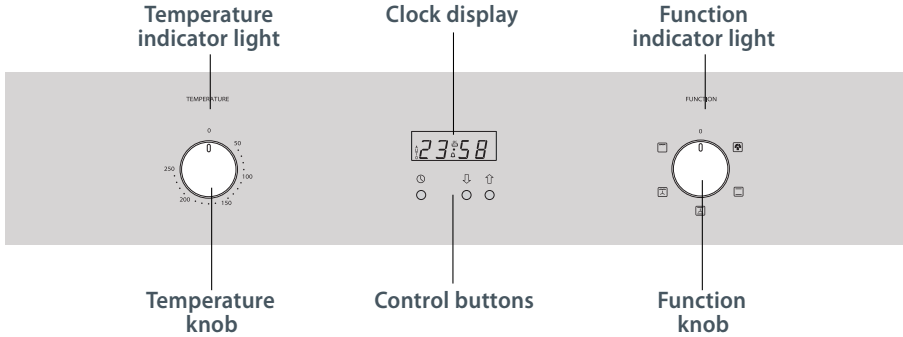 Temperature
indicator light
Clock display
Function
indicator light
TEMPERATURE
FUNCTION
0
50
100
150
200
250
AUTO
23:58
0
Temperature
knob
Control buttons
Function
knob